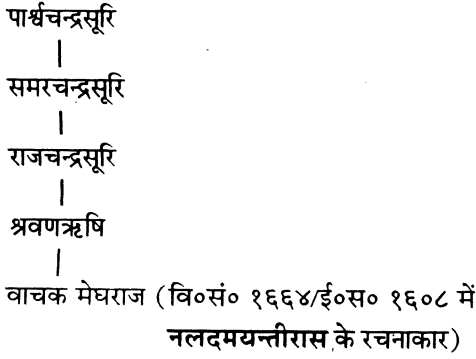 पार्श्वचन्द्रसूरि
समरचन्द्रसूरि
राजचन्द्रसूरि
श्रवणऋषि
वाचक मेघराज (वि०सं० १६६४/ई०स० १६०८ में
नलदमयन्तीरास के रचनाकार)